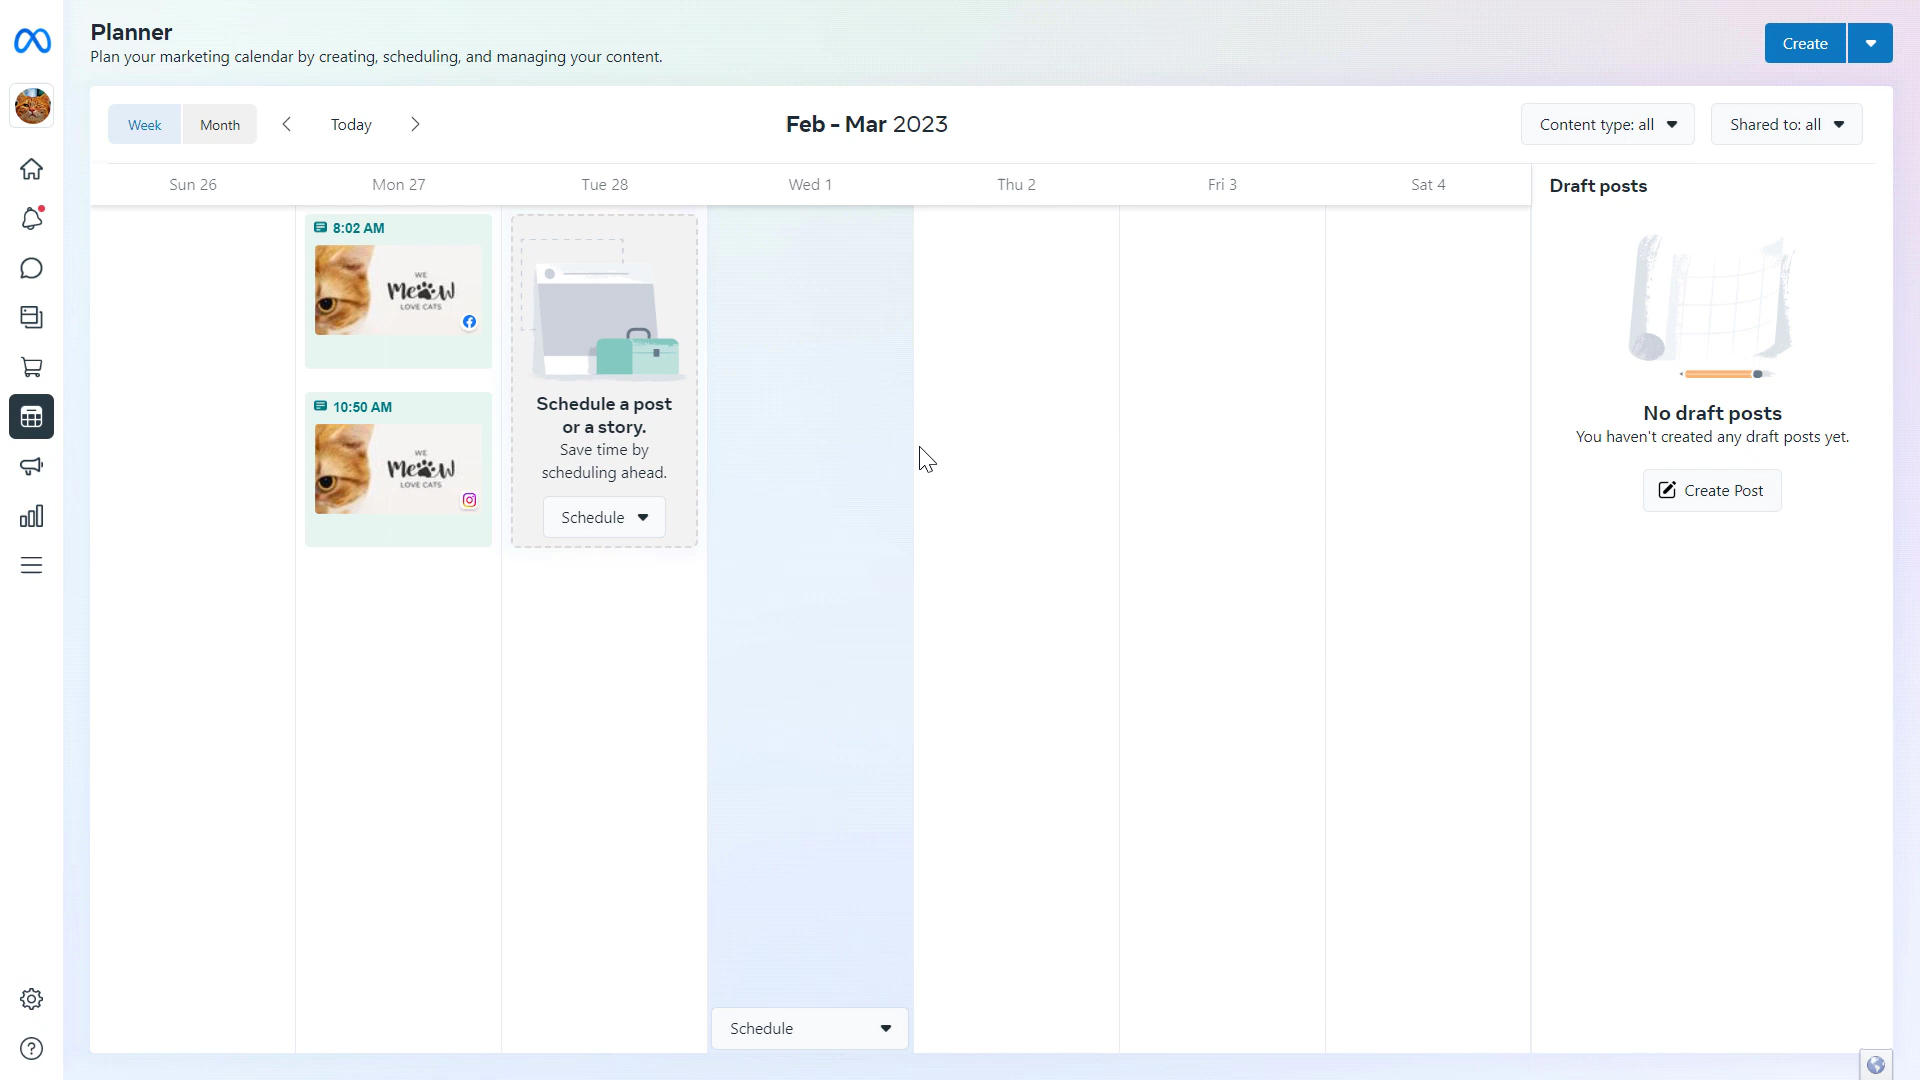 Planner
Plan your marketing calendar by creating, scheduling, and managing your content.
Create
Week
Month
Today
Feb - Mar 2023
Content type: all
Shared to: all
Sun 26
Mon 27
Tue 28
Wed 1
Thu 2
Fri 3
Sat 4
Draft posts
8:02 AM
WE
MeOW
LOVE CATS
10:50 AM
WE
MeOW
LOVE CATS
Schedule a post
or a story.
Save time by
scheduling ahead.
Schedule
No draft posts
You haven't created any draft posts yet.
Create Post
Schedule